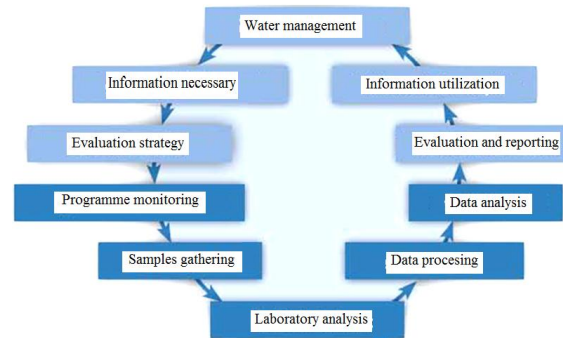 Water management
Information necessary
Information utilization
Evaluation strategy
Evaluation and reporting
Programme monitoring
Data analysis
Samples gathering
Data procesing
Laboratory analysis